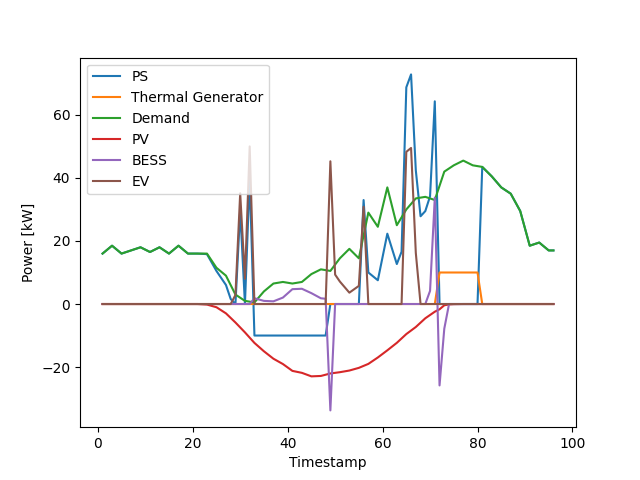 PS
Thermal Generator
Demand
PV
BESS
EV
Power [kW]
60
40
20
0
−20
0 20 40 60 80 100
Timestamp